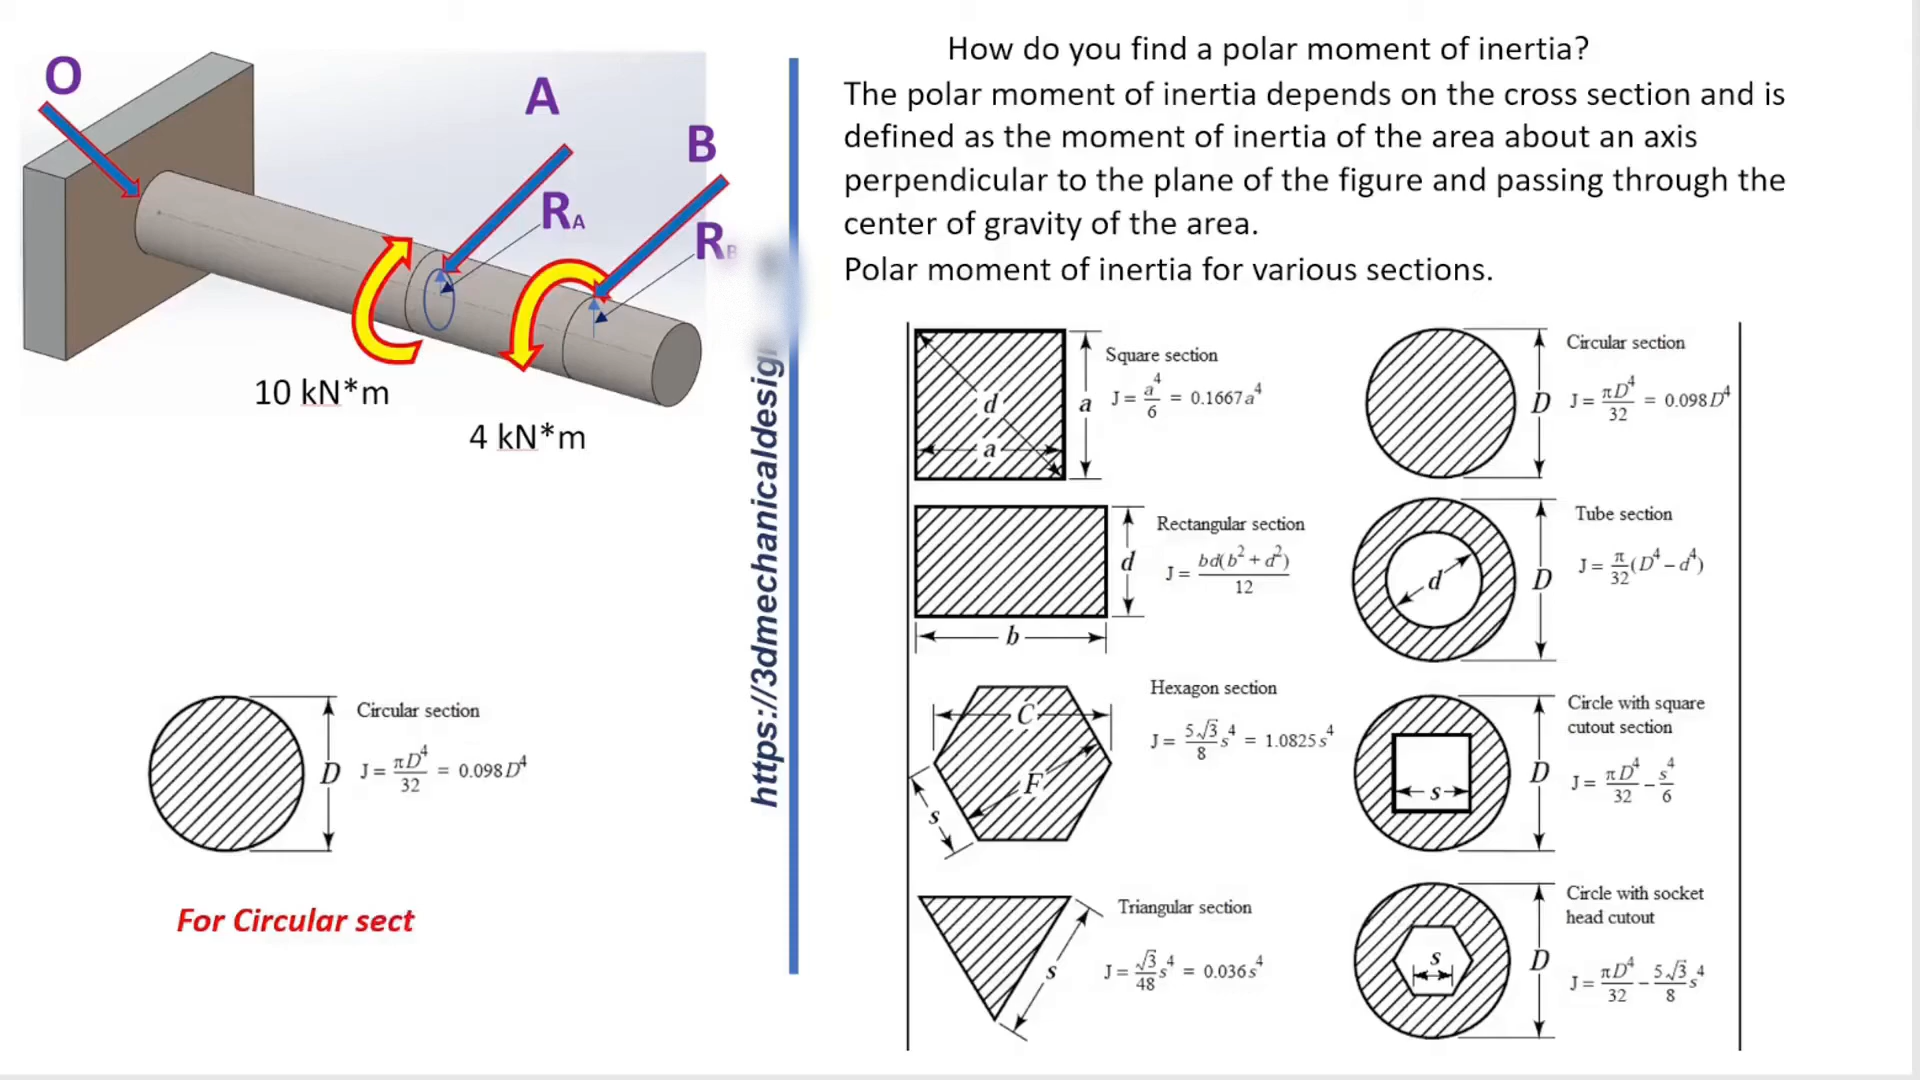 O
A
B
RA
RB
10 kN*m
4 kN*m
Circular section
D
J = πD⁴/32 = 0.098D⁴
For Circular sect
https://3dmechanicaldesig
How do you find a polar moment of inertia?
The polar moment of inertia depends on the cross section and is
defined as the moment of inertia of the area about an axis
perpendicular to the plane of the figure and passing through the
center of gravity of the area.
Polar moment of inertia for various sections.
d
a
a
Square section
J = a⁴/6 = 0.1667a⁴
D
Circular section
J = πD⁴/32 = 0.098D⁴
d
b
Rectangular section
J = bd(b² + d²)/12
d
D
Tube section
J = π/32(D⁴ – d⁴)
C
F
s
Hexagon section
J = 5√3/8 s⁴ = 1.0825s⁴
s
D
Circle with square
cutout section
J = πD⁴/32 – s⁴/6
s
Triangular section
J = √3/48 s⁴ = 0.036s⁴
s
D
Circle with socket
head cutout
J = πD⁴/32 – 5√3/8 s⁴